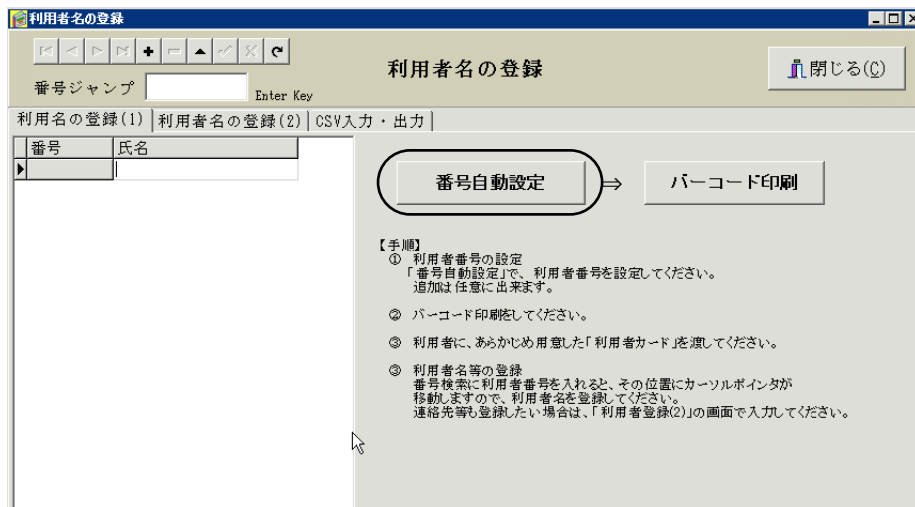 利用者名の登録
利用者名の登録
閉じる(C)
番号ジャンプ
Enter Key
利用名の登録(1)
利用者名の登録(2)
CSV入力・出力
番号
氏名
番号自動設定
⇒
バーコード印刷
【手順】
① 利用者番号の設定
「番号自動設定」で、利用者番号を設定してください。
追加は任意に出来ます。
② バーコード印刷をしてください。
③ 利用者に、あらかじめ用意した「利用者カード」を渡してください。
③ 利用者名等の登録
番号検索に利用者番号を入れると、その位置にカーソルポインタが
移動しますので、利用者名を登録してください。
連絡先等も登録したい場合は、「利用者登録(2)」の画面で入力してください。